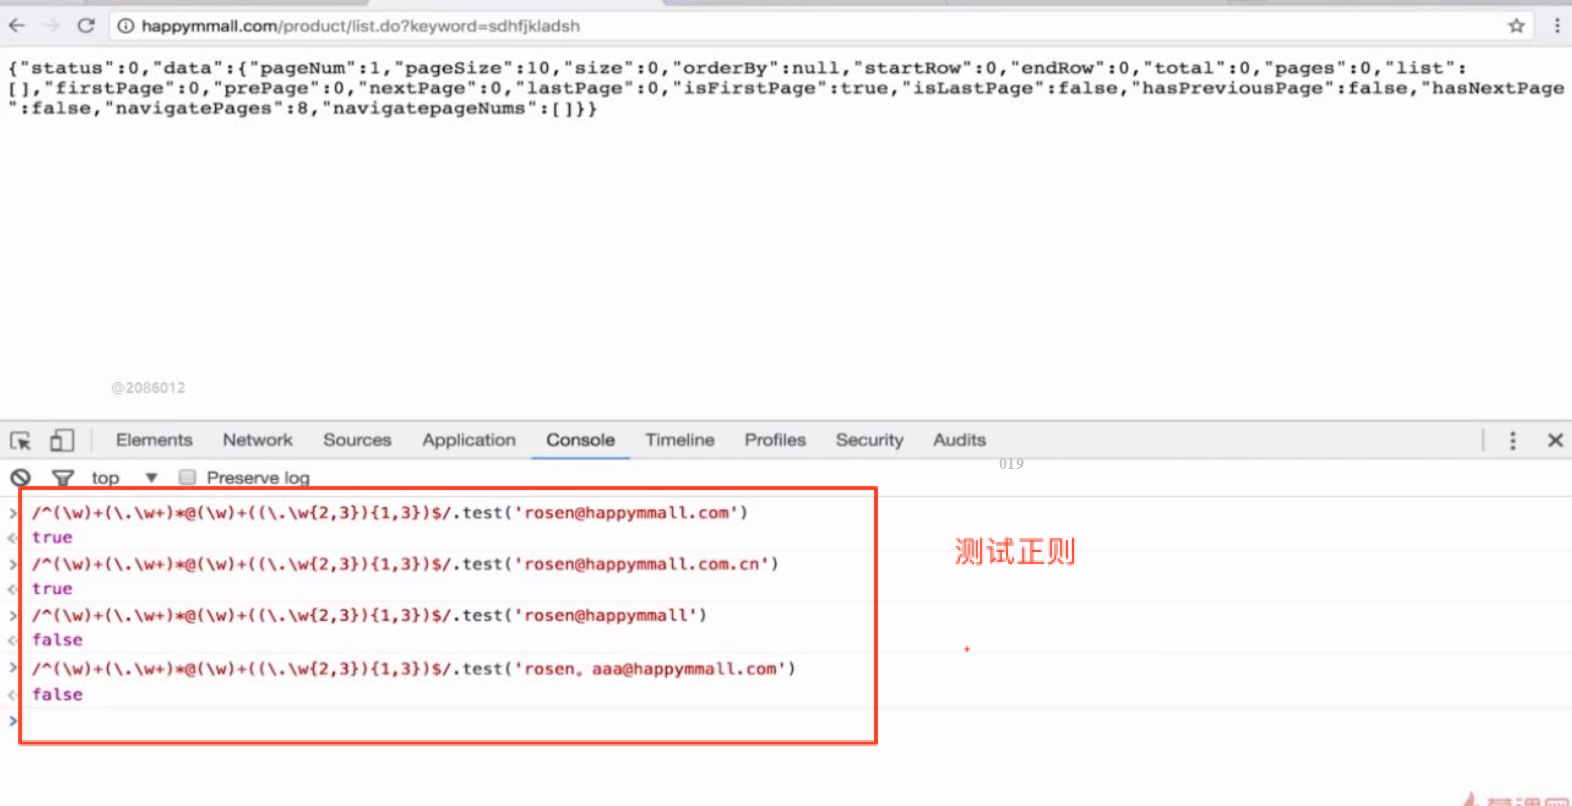 happymmall.com/product/list.do?keyword=sdhfjkladsh
{"status":0,"data":{"pageNum":1,"pageSize":10,"size":0,"orderBy":null,"startRow":0,"endRow":0,"total":0,"pages":0,"list":
[],"firstPage":0,"prePage":0,"nextPage":0,"lastPage":0,"isFirstPage":true,"isLastPage":false,"hasPreviousPage":false,"hasNextPage
":false,"navigatePages":8,"navigatepageNums":[]}}
@2086012
Elements Network Sources Application Console Timeline Profiles Security Audits
019
top Preserve log
/^(\w)+(\.\w+)*@(\w)+((\.\w{2,3}){1,3})$/.test('rosen@happymmall.com')
true
/^(\w)+(\.\w+)*@(\w)+((\.\w{2,3}){1,3})$/.test('rosen@happymmall.com.cn')
true
/^(\w)+(\.\w+)*@(\w)+((\.\w{2,3}){1,3})$/.test('rosen@happymmall')
false
/^(\w)+(\.\w+)*@(\w)+((\.\w{2,3}){1,3})$/.test('rosen。aaa@happymmall.com')
false
测试正则